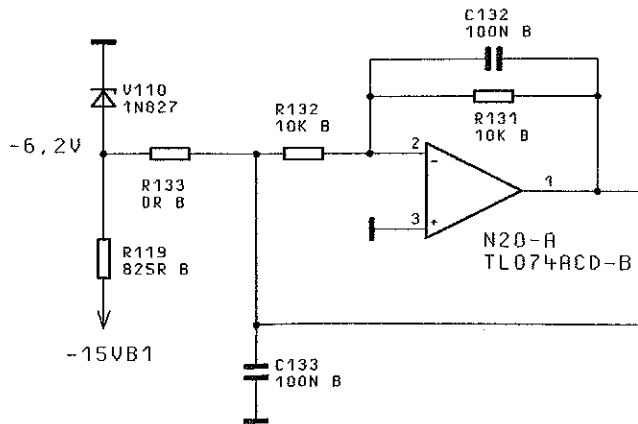 C132
100N B
V110
1N827
R132
10K B
R131
10K B
-6.2V
2
-
R133
0R B
1
3
+
R119
825R B
N20-A
TL074ACD-B
-15VB1
C133
100N B